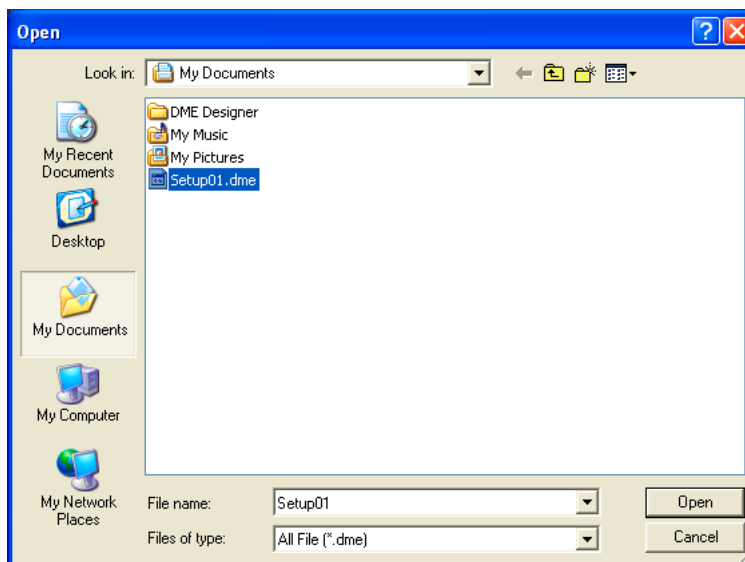 Open
Look in: My Documents
DME Designer
My Music
My Pictures
Setup01.dme
My Recent
Documents
Desktop
My Documents
My Computer
My Network
Places
File name: Setup01 Open
Files of type: All File (*.dme) Cancel